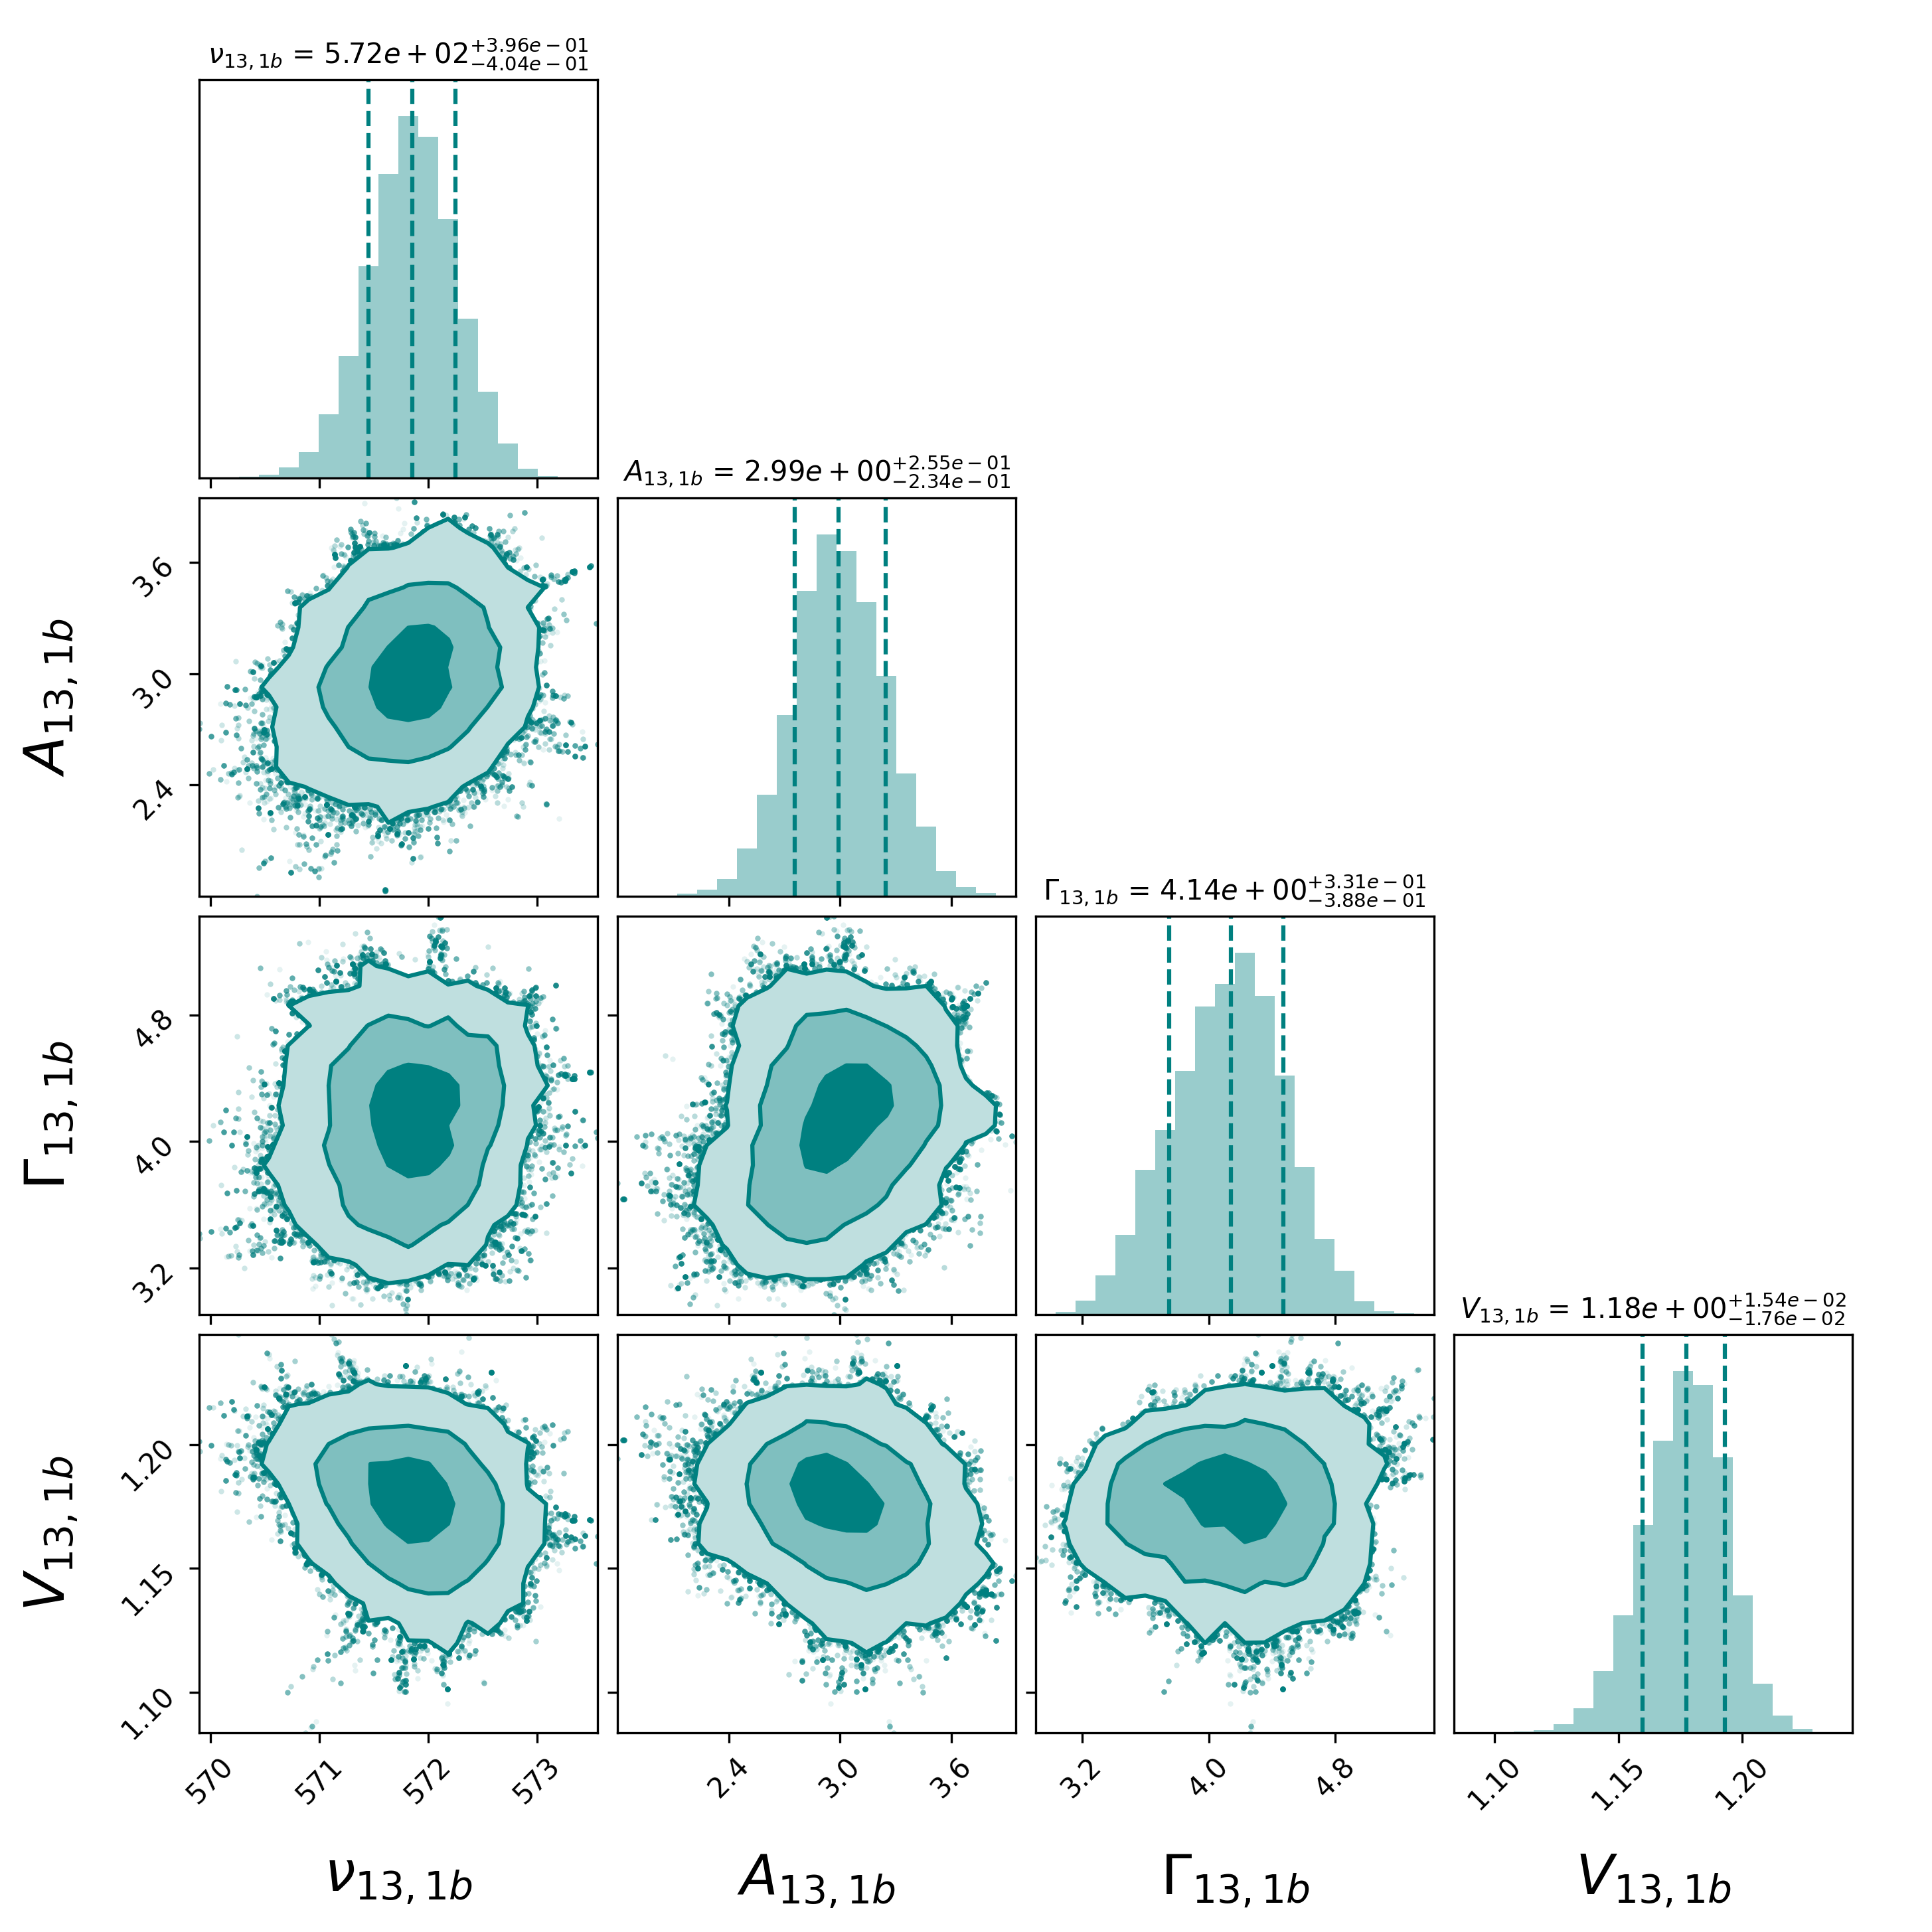 ν13, 1b = 5.72e + 02 +3.96e − 01 −4.04e − 01
A13, 1b = 2.99e + 00 +2.55e − 01 −2.34e − 01
3.6
3.0
2.4
A13, 1b
Γ13, 1b = 4.14e + 00 +3.31e − 01 −3.88e − 01
4.8
4.0
3.2
Γ13, 1b
V13, 1b = 1.18e + 00 +1.54e − 02 −1.76e − 02
1.20
1.15
1.10
V13, 1b
570 571 572 573 2.4 3.0 3.6 3.2 4.0 4.8 1.10 1.15 1.20
ν13, 1b A13, 1b Γ13, 1b V13, 1b